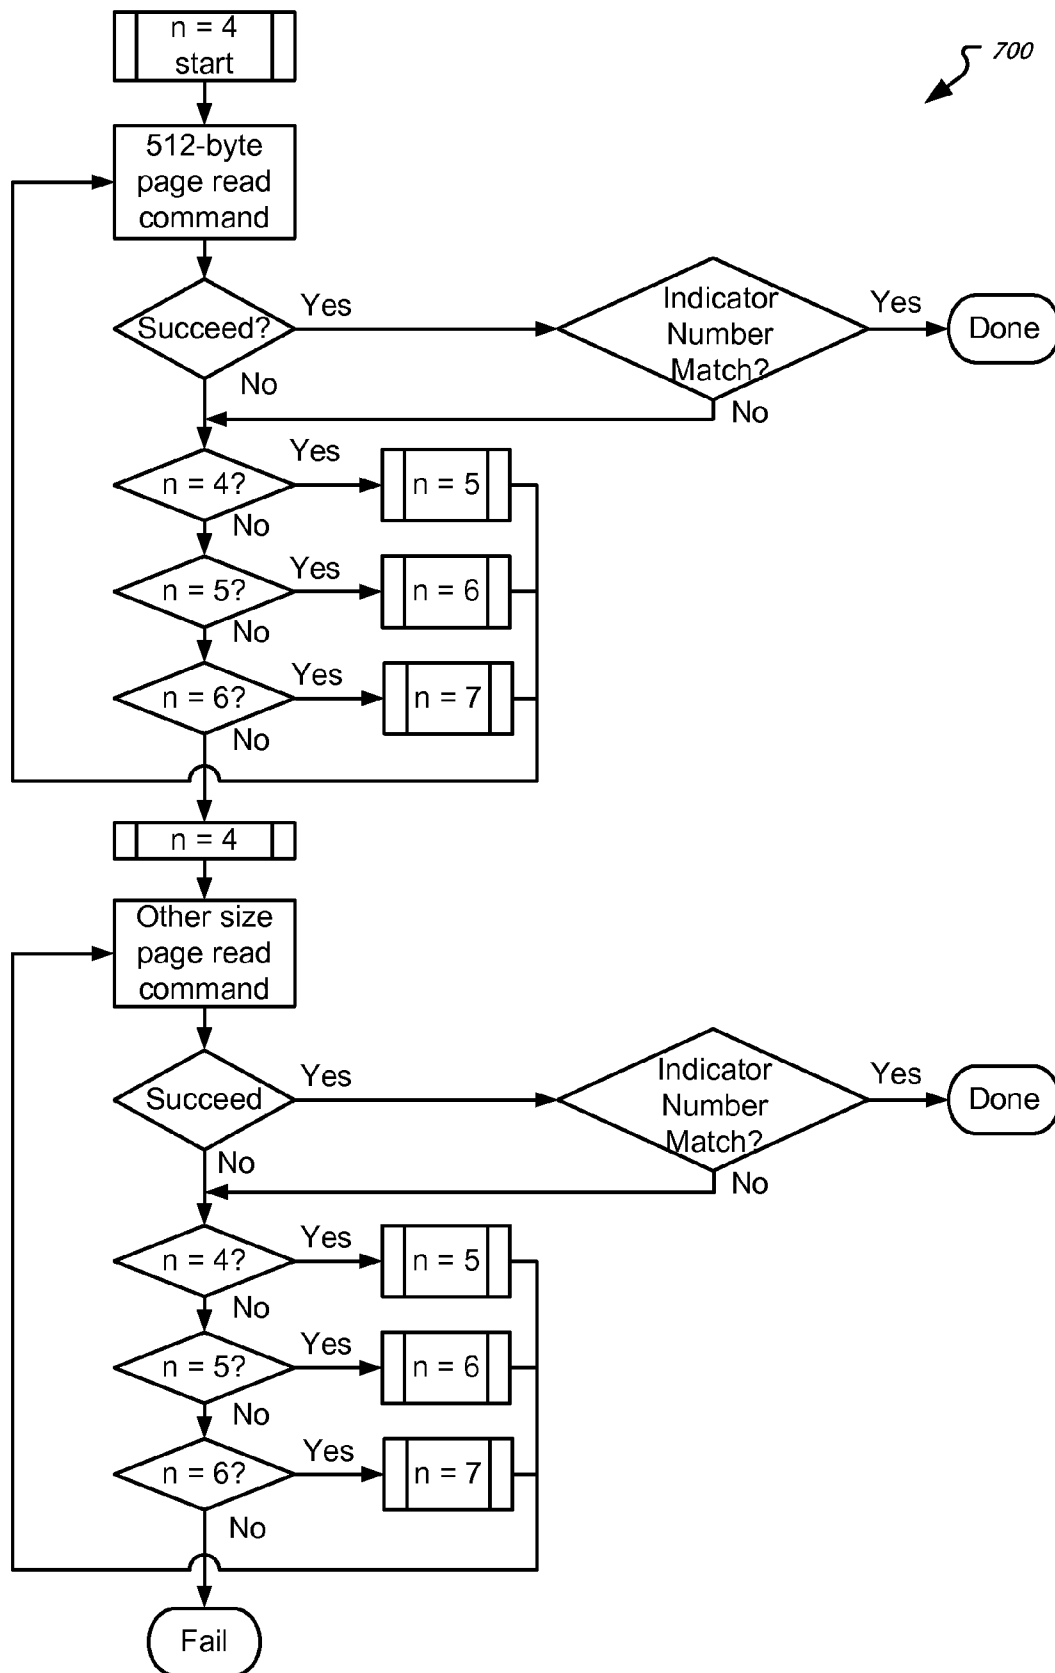 n = 4
start
700
512-byte
page read
command
Succeed?
Yes
Indicator
Number
Match?
Yes
Done
No
No
n = 4?
Yes
n = 5
No
n = 5?
Yes
n = 6
No
n = 6?
Yes
n = 7
No
n = 4
Other size
page read
command
Succeed
Yes
Indicator
Number
Match?
Yes
Done
No
No
n = 4?
Yes
n = 5
No
n = 5?
Yes
n = 6
No
n = 6?
Yes
n = 7
No
Fail